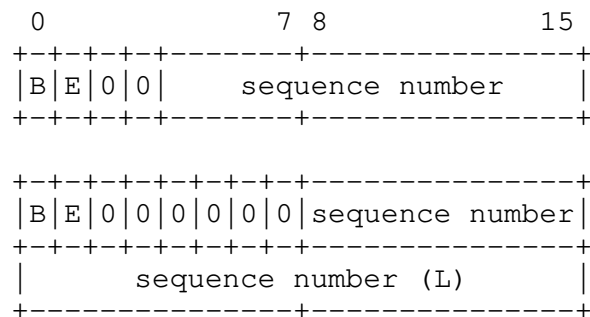 0             7 8            15
+-+-+-+-+-------+---------------+
|B|E|0|0|    sequence number    |
+-+-+-+-+-------+---------------+

+-+-+-+-+-+-+-+-+---------------+
|B|E|0|0|0|0|0|0|sequence number|
+-+-+-+-+-+-+-+-+---------------+
|      sequence number (L)      |
+---------------+---------------+